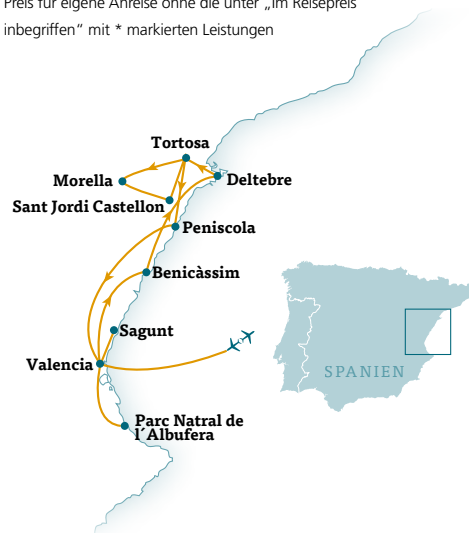 Preis für eigene Anreise ohne die unter „Im Reisepreis
inbegriffen“ mit * markierten Leistungen
Tortosa
Morella
Deltebre
Sant Jordi Castellon
Peniscola
Benicàssim
Sagunt
Valencia
SPANIEN
Parc Natral de
l´Albufera